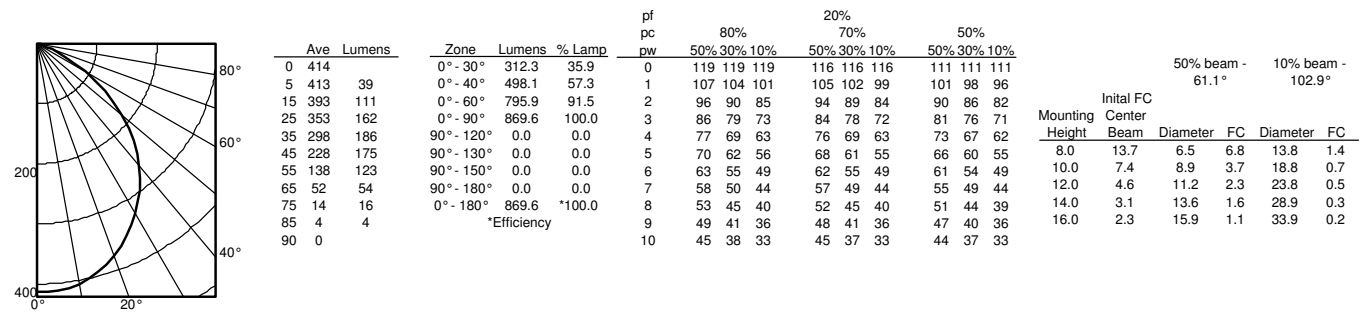 80°
60°
40°
200
400
0° 20°
Ave Lumens
0 414
5 413 39
15 393 111
25 353 162
35 298 186
45 228 175
55 138 123
65 52 54
75 14 16
85 4 4
90 0
Zone Lumens % Lamp
0° - 30° 312.3 35.9
0° - 40° 498.1 57.3
0° - 60° 795.9 91.5
0° - 90° 869.6 100.0
90° - 120° 0.0 0.0
90° - 130° 0.0 0.0
90° - 150° 0.0 0.0
90° - 180° 0.0 0.0
0° - 180° 869.6 *100.0
*Efficiency
pf 20%
pc 80% 70% 50%
pw 50% 30% 10% 50% 30% 10% 50% 30% 10%
0 119 119 119 116 116 116 111 111 111
1 107 104 101 105 102 99 101 98 96
2 96 90 85 94 89 84 90 86 82
3 86 79 73 84 78 72 81 76 71
4 77 69 63 76 69 63 73 67 62
5 70 62 56 68 61 55 66 60 55
6 63 55 49 62 55 49 61 54 49
7 58 50 44 57 49 44 55 49 44
8 53 45 40 52 45 40 51 44 39
9 49 41 36 48 41 36 47 40 36
10 45 38 33 45 37 33 44 37 33
50% beam - 10% beam -
61.1° 102.9°
Inital FC
Mounting Center
Height Beam Diameter FC Diameter FC
8.0 13.7 6.5 6.8 13.8 1.4
10.0 7.4 8.9 3.7 18.8 0.7
12.0 4.6 11.2 2.3 23.8 0.5
14.0 3.1 13.6 1.6 28.9 0.3
16.0 2.3 15.9 1.1 33.9 0.2